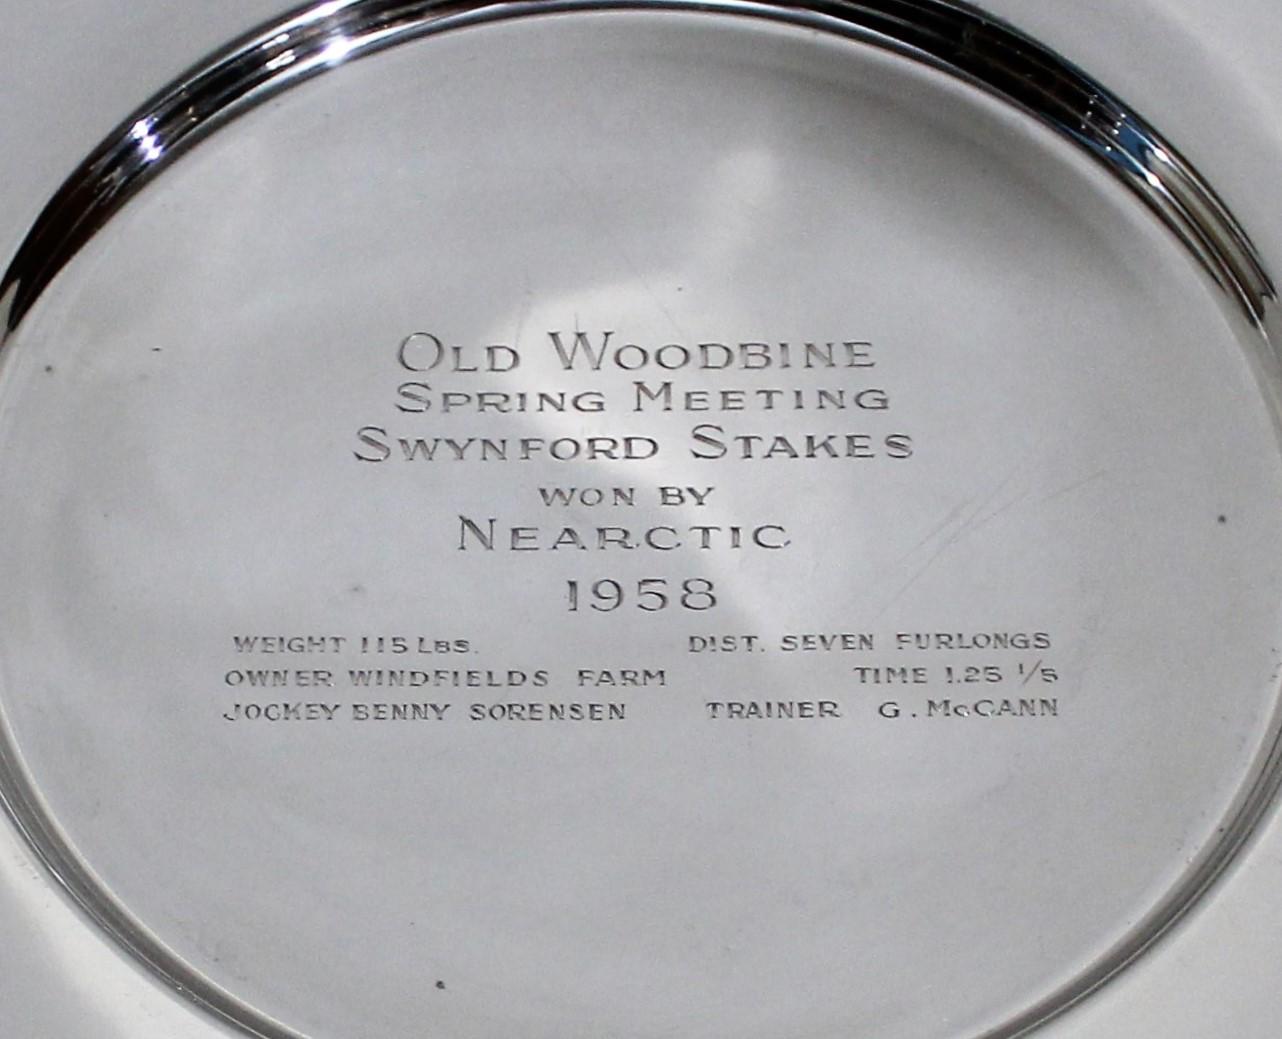 Old Woodbine
Spring Meeting
Swynford Stakes
WON BY
Nearctic
1958
WEIGHT 115 LBS. DIST. SEVEN FURLONGS
OWNER WINDFIELDS FARM TIME 1.25 1/5
JOCKEY BENNY SORENSEN TRAINER G. McCANN